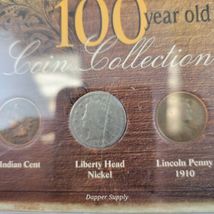 100 year old
Coin Collection
Indian Cent
Liberty Head
Nickel
Lincoln Penny
1910
Dapper Supply